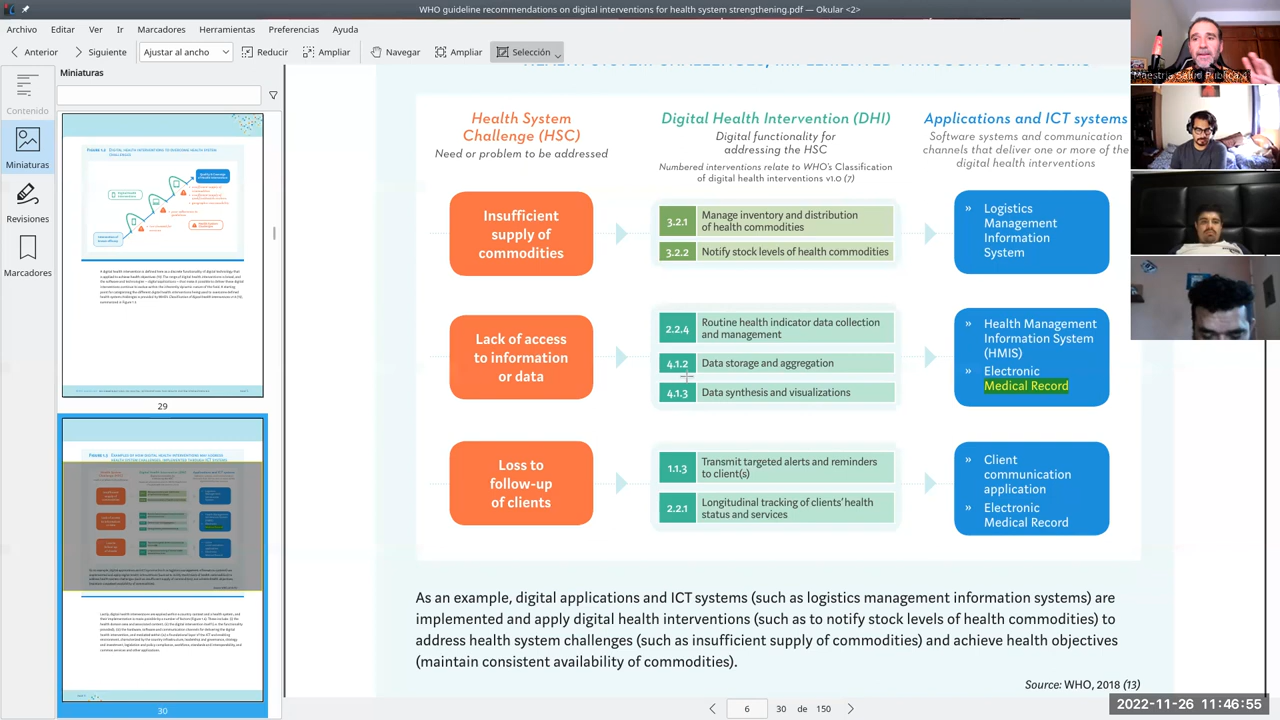 WHO guideline recommendations on digital interventions for health system strengthening.pdf — Okular <2>
Archivo Editar Ver Ir Marcadores Herramientas Preferencias Ayuda
Anterior Siguiente Ajustar al ancho Reducir Ampliar Navegar Ampliar Selección
Contenido
Miniaturas
Revisiones
Marcadores
Miniaturas
29
30
Health System
Challenge (HSC)
Need or problem to be addressed
Digital Health Intervention (DHI)
Digital functionality for
addressing the HSC
Numbered interventions relate to WHO's Classification
of digital health interventions v1.0 (7)
Applications and ICT systems
Software systems and communication
channels that deliver one or more of the
digital health interventions
Insufficient
supply of
commodities
3.2.1 Manage inventory and distribution
of health commodities
3.2.2 Notify stock levels of health commodities
» Logistics
Management
Information
System
Lack of access
to information
or data
2.2.4 Routine health indicator data collection
and management
4.1.2 Data storage and aggregation
4.1.3 Data synthesis and visualizations
» Health Management
Information System
(HMIS)
» Electronic
Medical Record
Loss to
follow-up
of clients
1.1.3 Transmit targeted alerts and reminders
to client(s)
2.2.1 Longitudinal tracking of clients' health
status and services
» Client
communication
application
» Electronic
Medical Record
As an example, digital applications and ICT systems (such as logistics management information systems) are
implemented and apply digital health interventions (such as stock levels of health commodities) to
address health system challenges (such as insufficient supply of commodities) and achieve health objectives
(maintain consistent availability of commodities).
Source: WHO, 2018 (13)
6 30 de 150
Maestria Salud Publica
2022-11-26 11:46:55